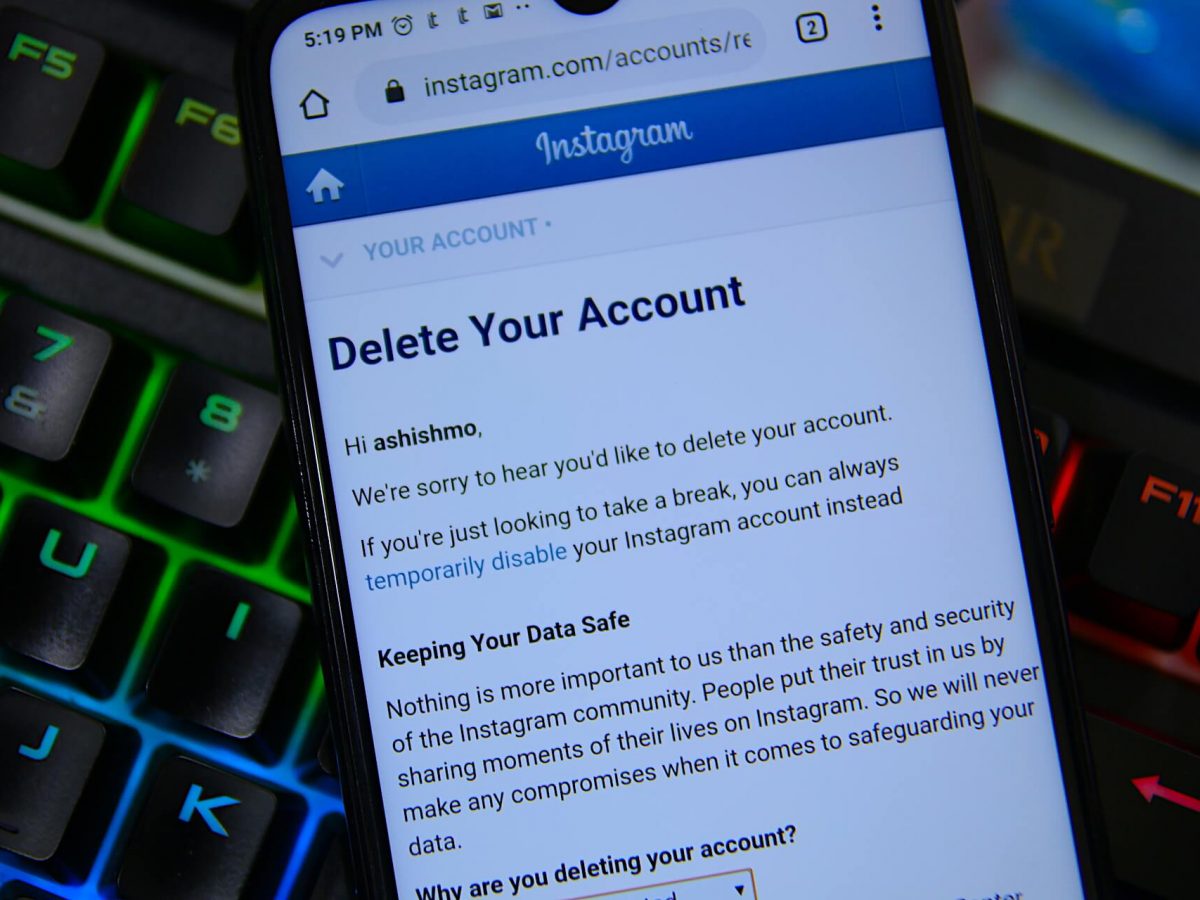 5:19 PM
instagram.com/accounts/re
2
Instagram
YOUR ACCOUNT •
Delete Your Account
Hi ashishmo,
We're sorry to hear you'd like to delete your account.
If you're just looking to take a break, you can always
temporarily disable your Instagram account instead
Keeping Your Data Safe
Nothing is more important to us than the safety and security
of the Instagram community. People put their trust in us by
sharing moments of their lives on Instagram. So we will never
make any compromises when it comes to safeguarding your
data.
Why are you deleting your account?
F5
F6
7
&
8
*
U
I
J
K
F11